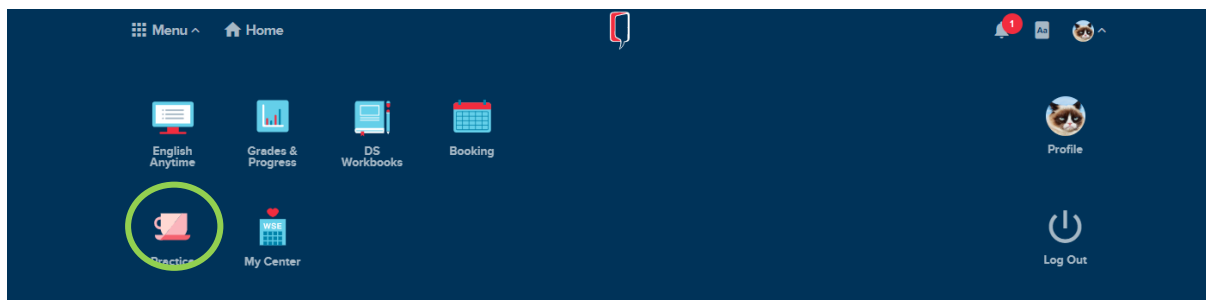 Menu Home 1 Aa
English Anytime
Grades & Progress
DS Workbooks
Booking
Profile
WSE
Practice
My Center
Log Out